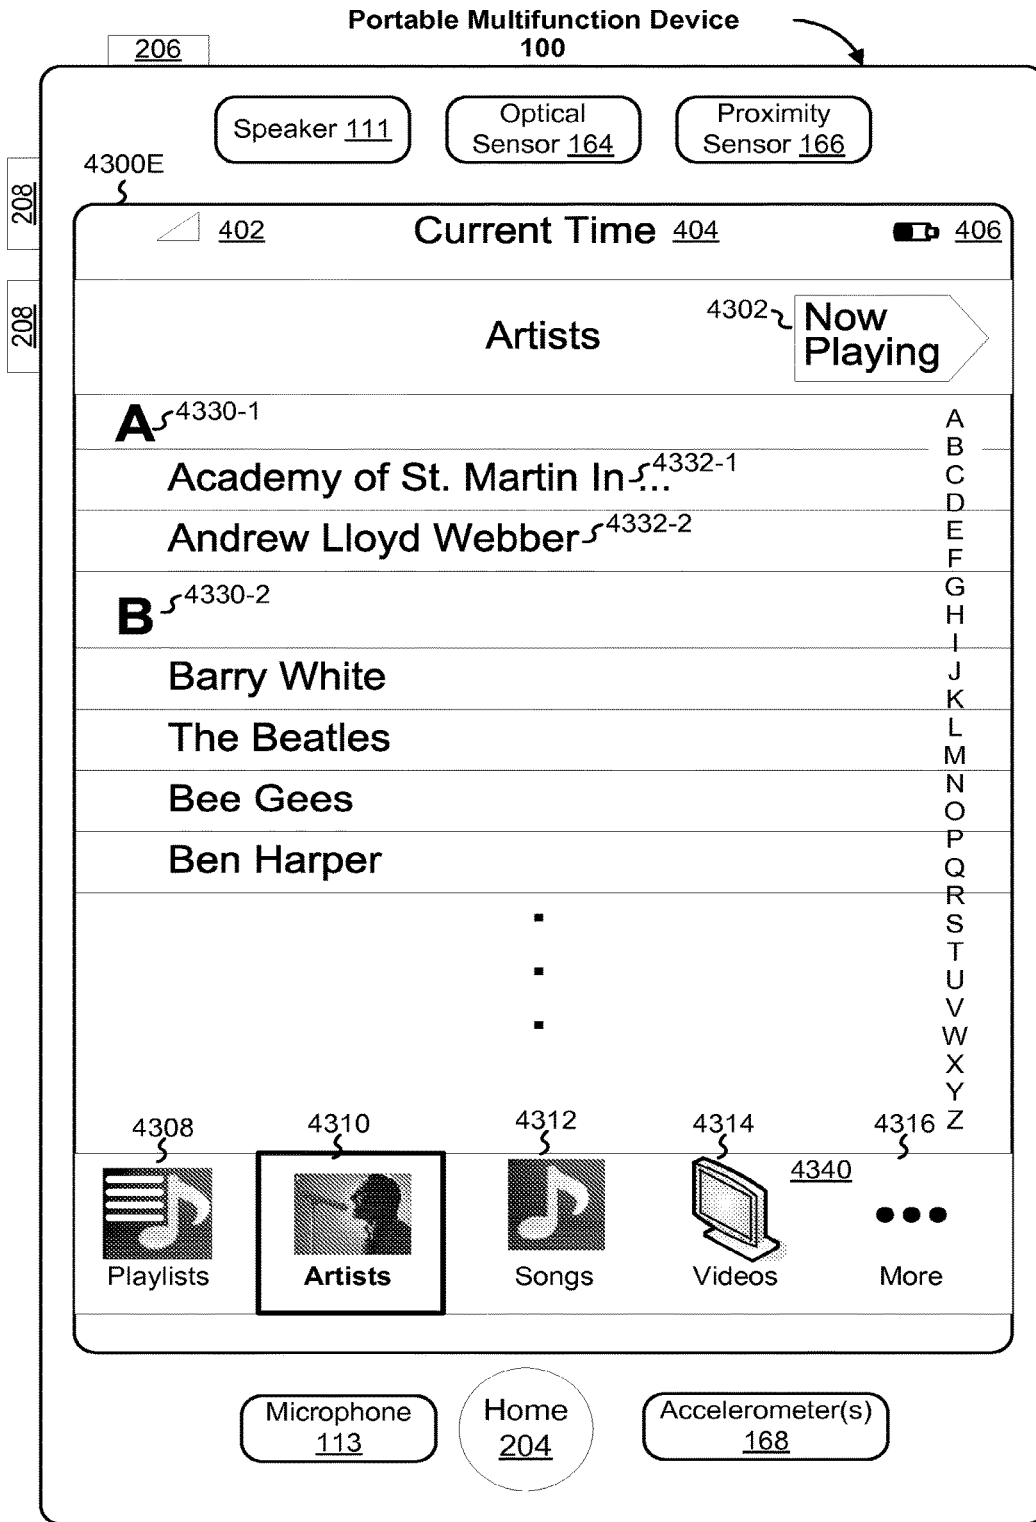 Portable Multifunction Device
100
206
Speaker 111
Optical
Sensor 164
Proximity
Sensor 166
208
208
4300E
402
Current Time 404
406
Artists
4302
Now
Playing
A
4330-1
Academy of St. Martin In ...
4332-1
Andrew Lloyd Webber
4332-2
B
4330-2
Barry White
The Beatles
Bee Gees
Ben Harper
A
B
C
D
E
F
G
H
I
J
K
L
M
N
O
P
Q
R
S
T
U
V
W
X
Y
Z
4308
4310
4312
4314
4316
4340
Playlists
Artists
Songs
Videos
More
Microphone
113
Home
204
Accelerometer(s)
168